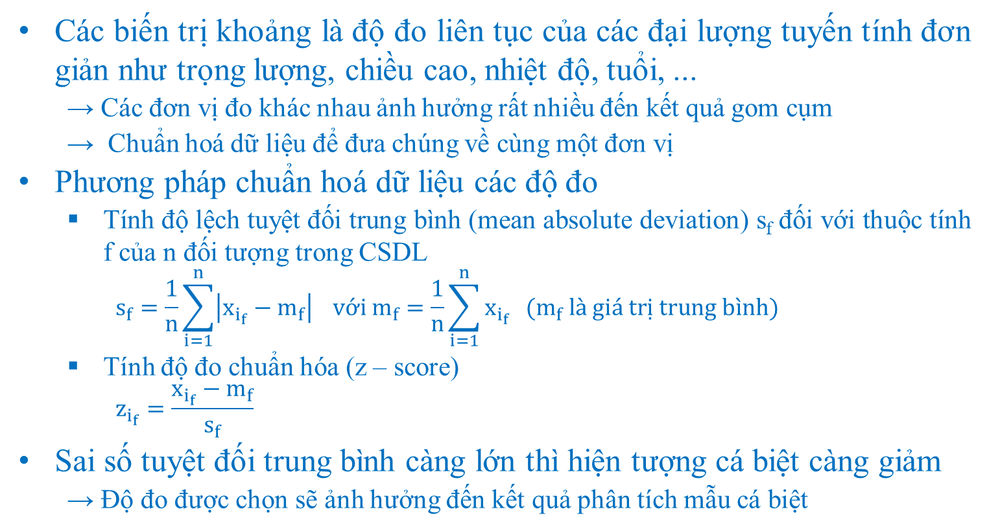 • Các biến trị khoảng là độ đo liên tục của các đại lượng tuyến tính đơn
giản như trọng lượng, chiều cao, nhiệt độ, tuổi, ...
→ Các đơn vị đo khác nhau ảnh hưởng rất nhiều đến kết quả gom cụm
→ Chuẩn hoá dữ liệu để đưa chúng về cùng một đơn vị
• Phương pháp chuẩn hoá dữ liệu các độ đo
▪ Tính độ lệch tuyệt đối trung bình (mean absolute deviation) s_f đối với thuộc tính
f của n đối tượng trong CSDL
s_f = \frac{1}{n} \sum_{i=1}^{n} |x_{i_f} − m_f| với m_f = \frac{1}{n} \sum_{i=1}^{n} x_{i_f} (m_f là giá trị trung bình)
▪ Tính độ đo chuẩn hóa (z – score)
z_{i_f} = \frac{x_{i_f} − m_f}{s_f}
• Sai số tuyệt đối trung bình càng lớn thì hiện tượng cá biệt càng giảm
→ Độ đo được chọn sẽ ảnh hưởng đến kết quả phân tích mẫu cá biệt